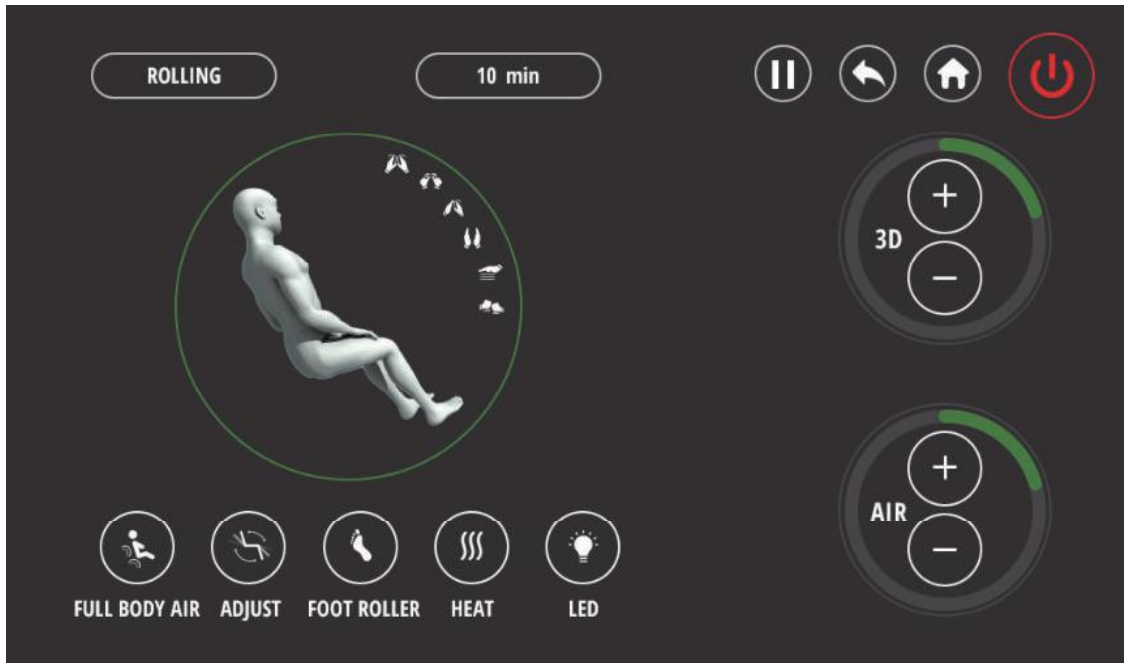 ROLLING
10 min
3D
+
−
AIR
+
−
FULL BODY AIR
ADJUST
FOOT ROLLER
HEAT
LED